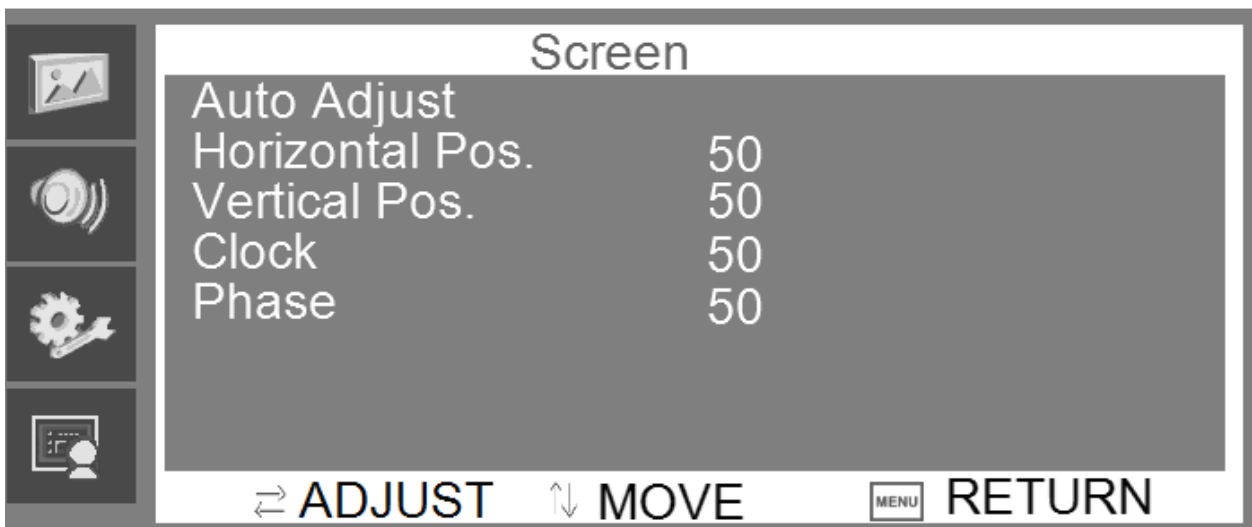 Screen
Auto Adjust
Horizontal Pos. 50
Vertical Pos. 50
Clock 50
Phase 50
ADJUST MOVE MENU RETURN